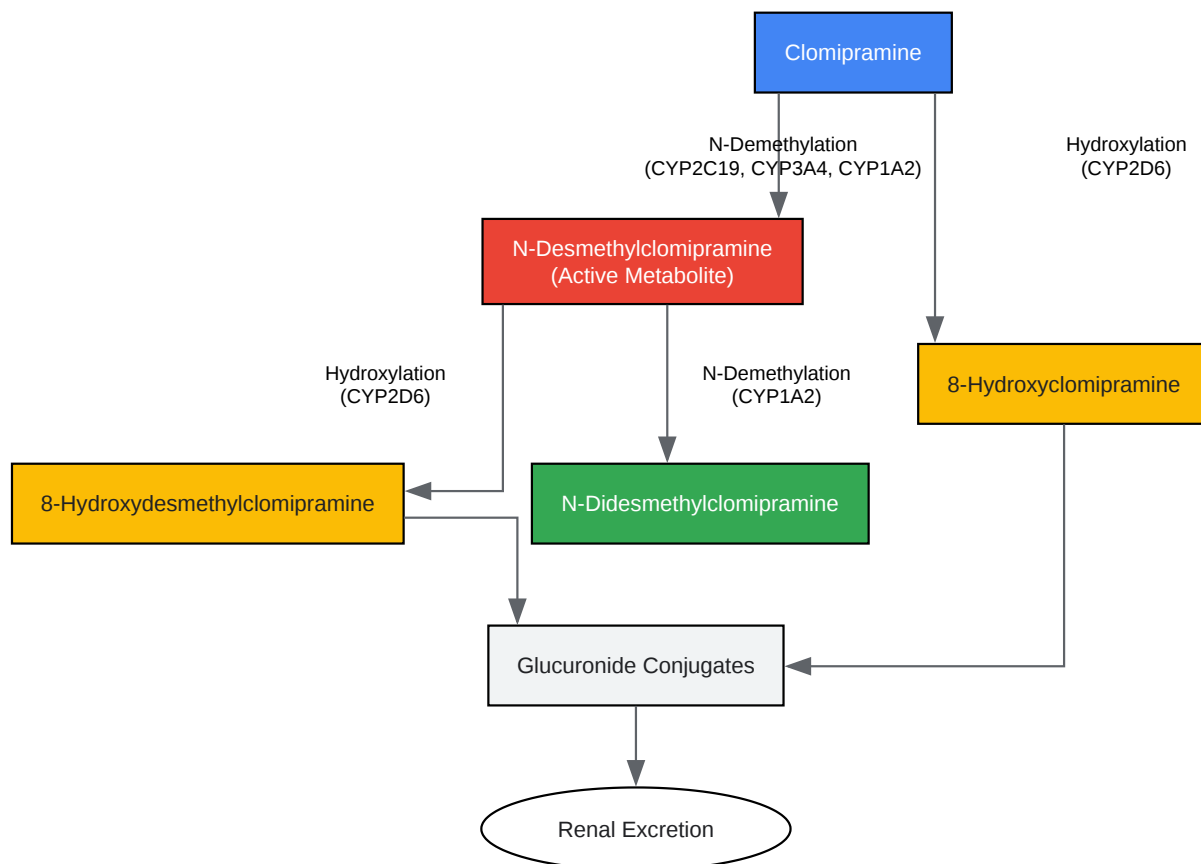 Clomipramine
N-Demethylation
(CYP2C19, CYP3A4, CYP1A2)
Hydroxylation
(CYP2D6)
N-Desmethylclomipramine
(Active Metabolite)
Hydroxylation
(CYP2D6)
N-Demethylation
(CYP1A2)
8-Hydroxyclomipramine
8-Hydroxydesmethylclomipramine
N-Didesmethylclomipramine
Glucuronide Conjugates
Renal Excretion